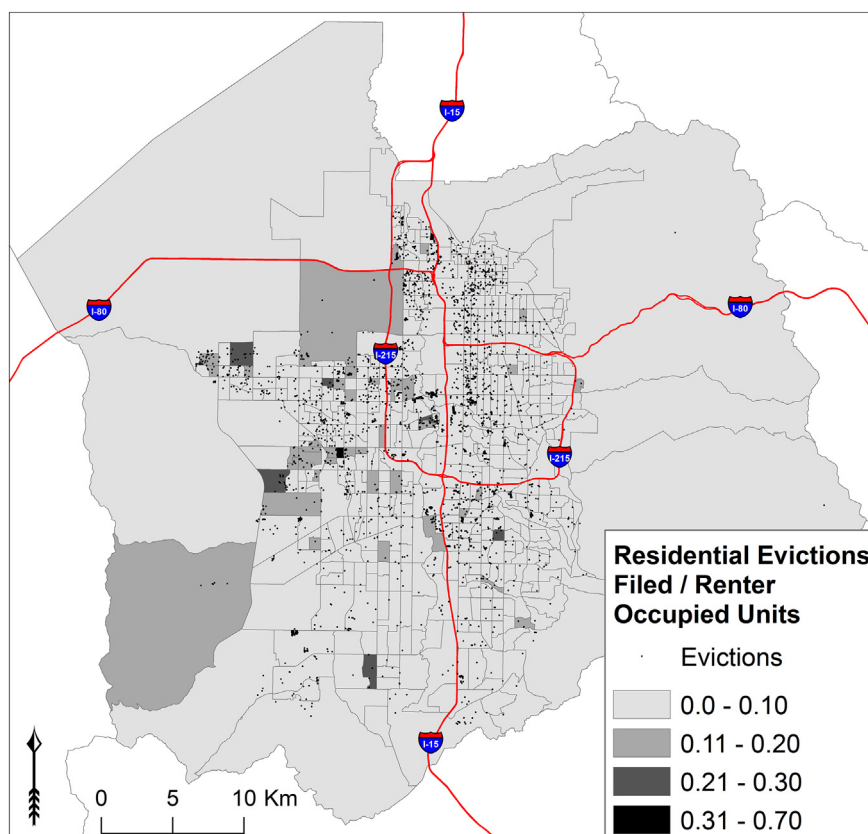 I-15
I-80
I-80
I-215
I-215
Residential Evictions
Filed / Renter
Occupied Units
Evictions
0.0 - 0.10
0.11 - 0.20
0.21 - 0.30
0.31 - 0.70
I-15
0 5 10 Km